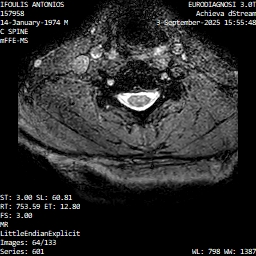 IFOULIS ANTONIOS
EURODIAGNOSI 3.0T
157958
Achieva dStream
14-January-1974 M
3-September-2025 15:55:48
C SPINE
mFFE-MS
ST: 3.00 SL: 60.81
RT: 753.59 ET: 12.80
FS: 3.00
MR
LittleEndianExplicit
Images: 64/133
Series: 601
WL: 798 WW: 1387